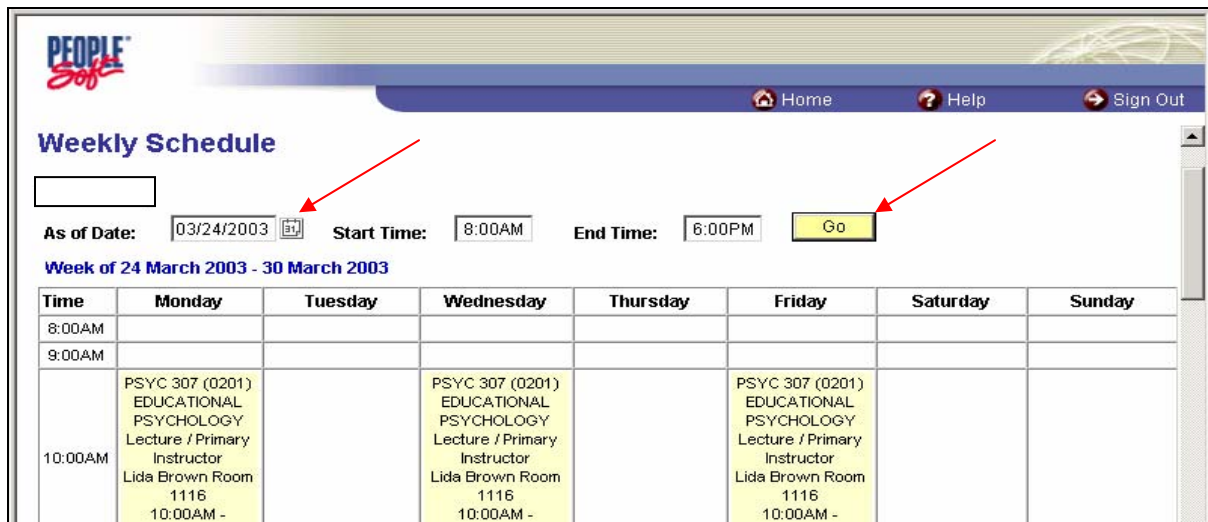 PEOPLE
Soft
Home Help Sign Out
Weekly Schedule
As of Date: 03/24/2003 31 Start Time: 8:00AM End Time: 6:00PM Go
Week of 24 March 2003 - 30 March 2003
Time Monday Tuesday Wednesday Thursday Friday Saturday Sunday
8:00AM
9:00AM
10:00AM
PSYC 307 (0201)
EDUCATIONAL
PSYCHOLOGY
Lecture / Primary
Instructor
Lida Brown Room
1116
10:00AM -
PSYC 307 (0201)
EDUCATIONAL
PSYCHOLOGY
Lecture / Primary
Instructor
Lida Brown Room
1116
10:00AM -
PSYC 307 (0201)
EDUCATIONAL
PSYCHOLOGY
Lecture / Primary
Instructor
Lida Brown Room
1116
10:00AM -